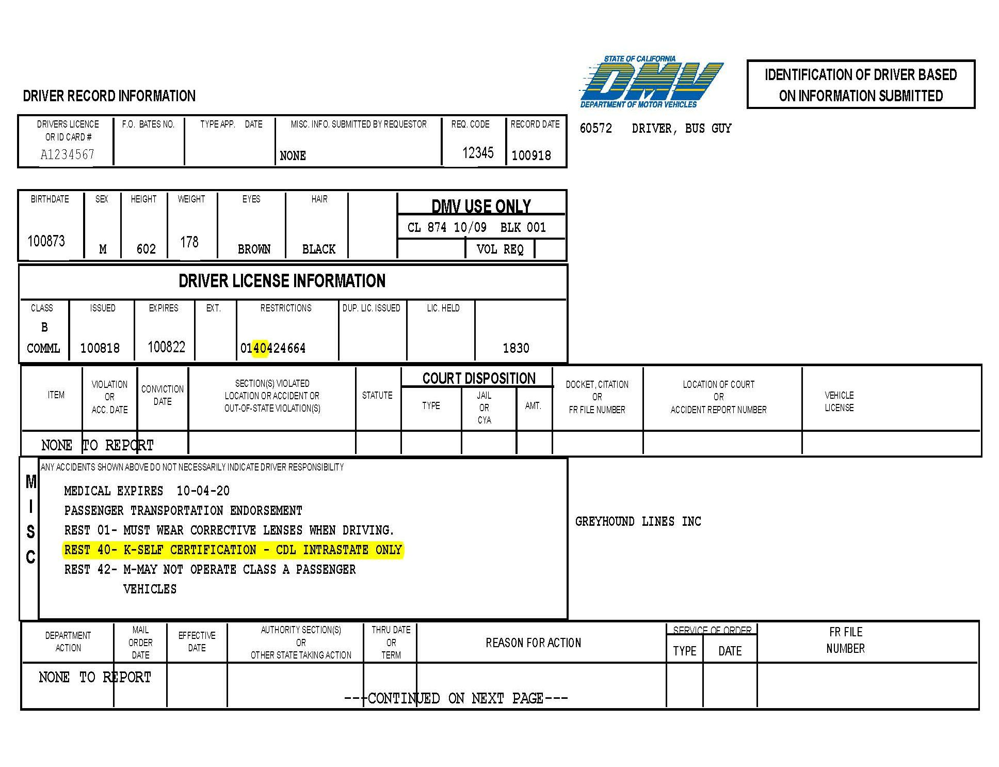 STATE OF CALIFORNIA
DMV
DEPARTMENT OF MOTOR VEHICLES
IDENTIFICATION OF DRIVER BASED
ON INFORMATION SUBMITTED
DRIVER RECORD INFORMATION
60572 DRIVER, BUS GUY
DRIVERS LICENCE
OR ID CARD #
A1234567
F.O. BATES NO.
TYPE APP. DATE
MISC. INFO. SUBMITTED BY REQUESTOR
NONE
REQ. CODE
12345
RECORD DATE
100918
BIRTHDATE
100873
SEX
M
HEIGHT
602
WEIGHT
178
EYES
BROWN
HAIR
BLACK
DMV USE ONLY
CL 874 10/09 BLK 001
VOL REQ
DRIVER LICENSE INFORMATION
CLASS
B
COMML
ISSUED
100818
EXPIRES
100822
EXT.
RESTRICTIONS
0140424664
DUP. LIC. ISSUED
LIC. HELD
1830
ITEM
VIOLATION
OR
ACC. DATE
CONVICTION
DATE
SECTION(S) VIOLATED
LOCATION OR ACCIDENT OR
OUT-OF-STATE VIOLATION(S)
STATUTE
COURT DISPOSITION
TYPE
JAIL
OR
CYA
AMT.
DOCKET, CITATION
OR
FR FILE NUMBER
LOCATION OF COURT
OR
ACCIDENT REPORT NUMBER
VEHICLE
LICENSE
NONE TO REPORT
MISC
ANY ACCIDENTS SHOWN ABOVE DO NOT NECESSARILY INDICATE DRIVER RESPONSIBILITY
MEDICAL EXPIRES 10-04-20
PASSENGER TRANSPORTATION ENDORSEMENT
REST 01- MUST WEAR CORRECTIVE LENSES WHEN DRIVING.
REST 40- K-SELF CERTIFICATION - CDL INTRASTATE ONLY
REST 42- M-MAY NOT OPERATE CLASS A PASSENGER
VEHICLES
GREYHOUND LINES INC
DEPARTMENT
ACTION
MAIL
ORDER
DATE
EFFECTIVE
DATE
AUTHORITY SECTION(S)
OR
OTHER STATE TAKING ACTION
THRU DATE
OR
TERM
REASON FOR ACTION
SERVICE OF ORDER
TYPE
DATE
FR FILE
NUMBER
NONE TO REPORT
---CONTINUED ON NEXT PAGE---